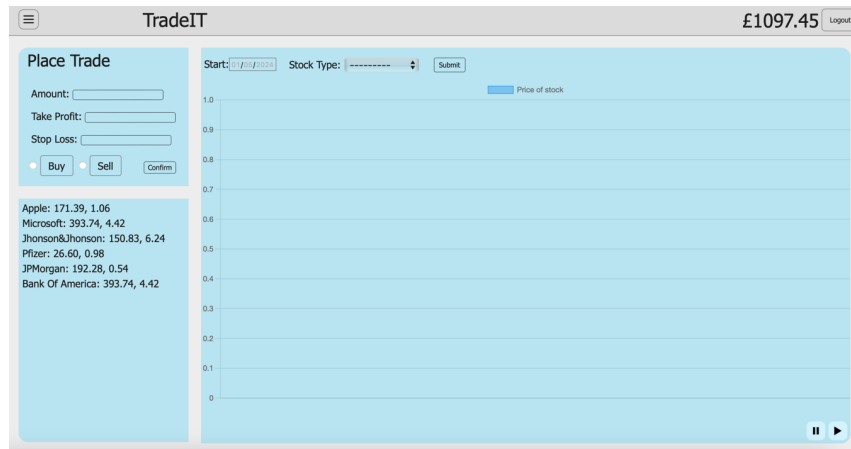 TradeIT
£1097.45
Logout
Place Trade
Amount:
Take Profit:
Stop Loss:
Buy
Sell
Confirm
Apple: 171.39, 1.06
Microsoft: 393.74, 4.42
Jhonson&Jhonson: 150.83, 6.24
Pfizer: 26.60, 0.98
JPMorgan: 192.28, 0.54
Bank Of America: 393.74, 4.42
Start: 01/05/2024 Stock Type: --------- Submit
Price of stock
1.0
0.9
0.8
0.7
0.6
0.5
0.4
0.3
0.2
0.1
0